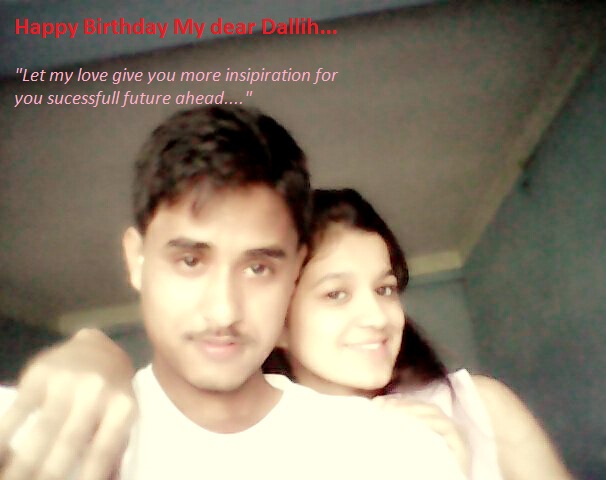 Happy Birthday My dear Dallih...
"Let my love give you more insipiration for
you sucessfull future ahead...."